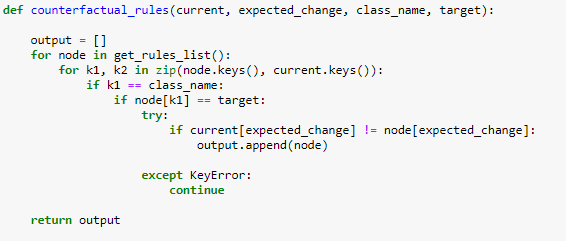 def counterfactual_rules(current, expected_change, class_name, target):
    output = []
    for node in get_rules_list():
        for k1, k2 in zip(node.keys(), current.keys()):
            if k1 == class_name:
                if node[k1] == target:
                    try:
                        if current[expected_change] != node[expected_change]:
                            output.append(node)
                    except KeyError:
                        continue
    return output